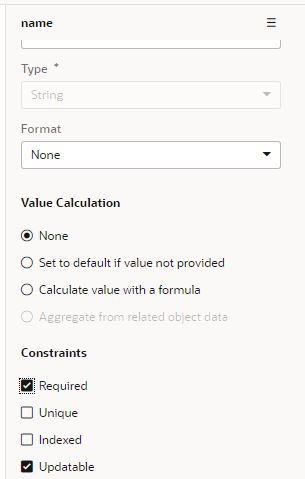 name
Type *
String
Format
None
Value Calculation
None
Set to default if value not provided
Calculate value with a formula
Aggregate from related object data
Constraints
Required
Unique
Indexed
Updatable